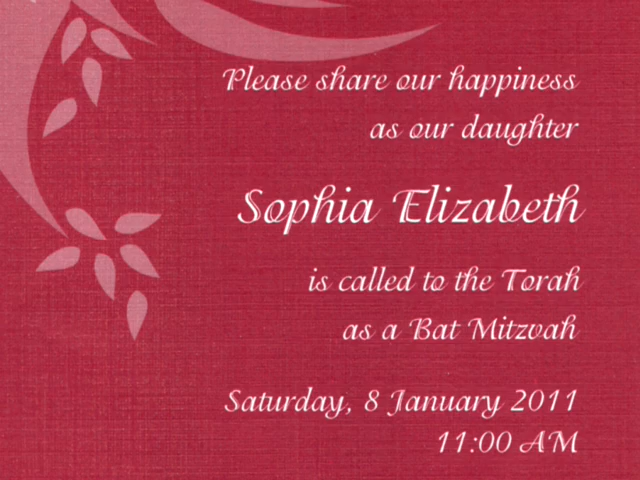 Please share our happiness
as our daughter
Sophia Elizabeth
is called to the Torah
as a Bat Mitzvah
Saturday, 8 January 2011
11:00 AM